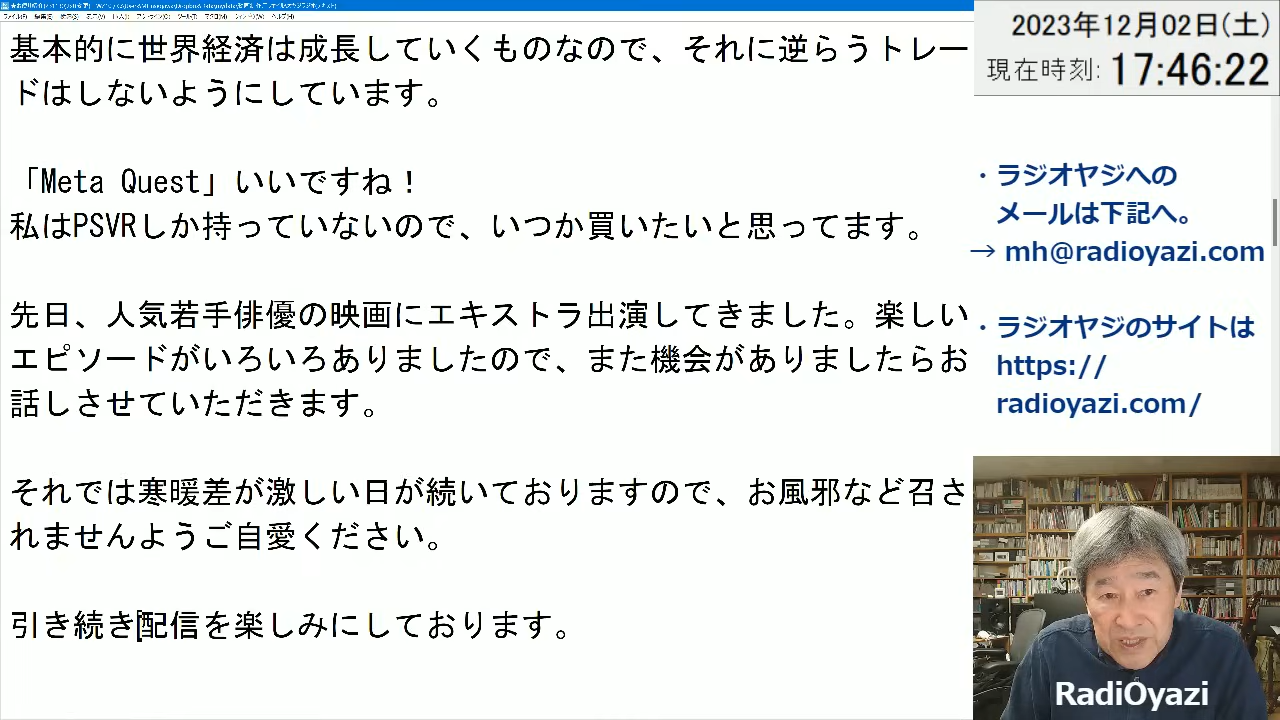 基本的に世界経済は成長していくものなので、それに逆らうトレー
ドはしないようにしています。
「Meta Quest」いいですね！
私はPSVRしか持っていないので、いつか買いたいと思ってます。
先日、人気若手俳優の映画にエキストラ出演してきました。楽しい
エピソードがいろいろありましたので、また機会がありましたらお
話しさせていただきます。
それでは寒暖差が激しい日が続いておりますので、お風邪など召さ
れませんようご自愛ください。
引き続き配信を楽しみにしております。
2023年12月02日(土)
現在時刻: 17:46:22
・ラジオヤジへの
メールは下記へ。
→ mh@radioyazi.com
・ラジオヤジのサイトは
https://
radioyazi.com/
RadiOyazi